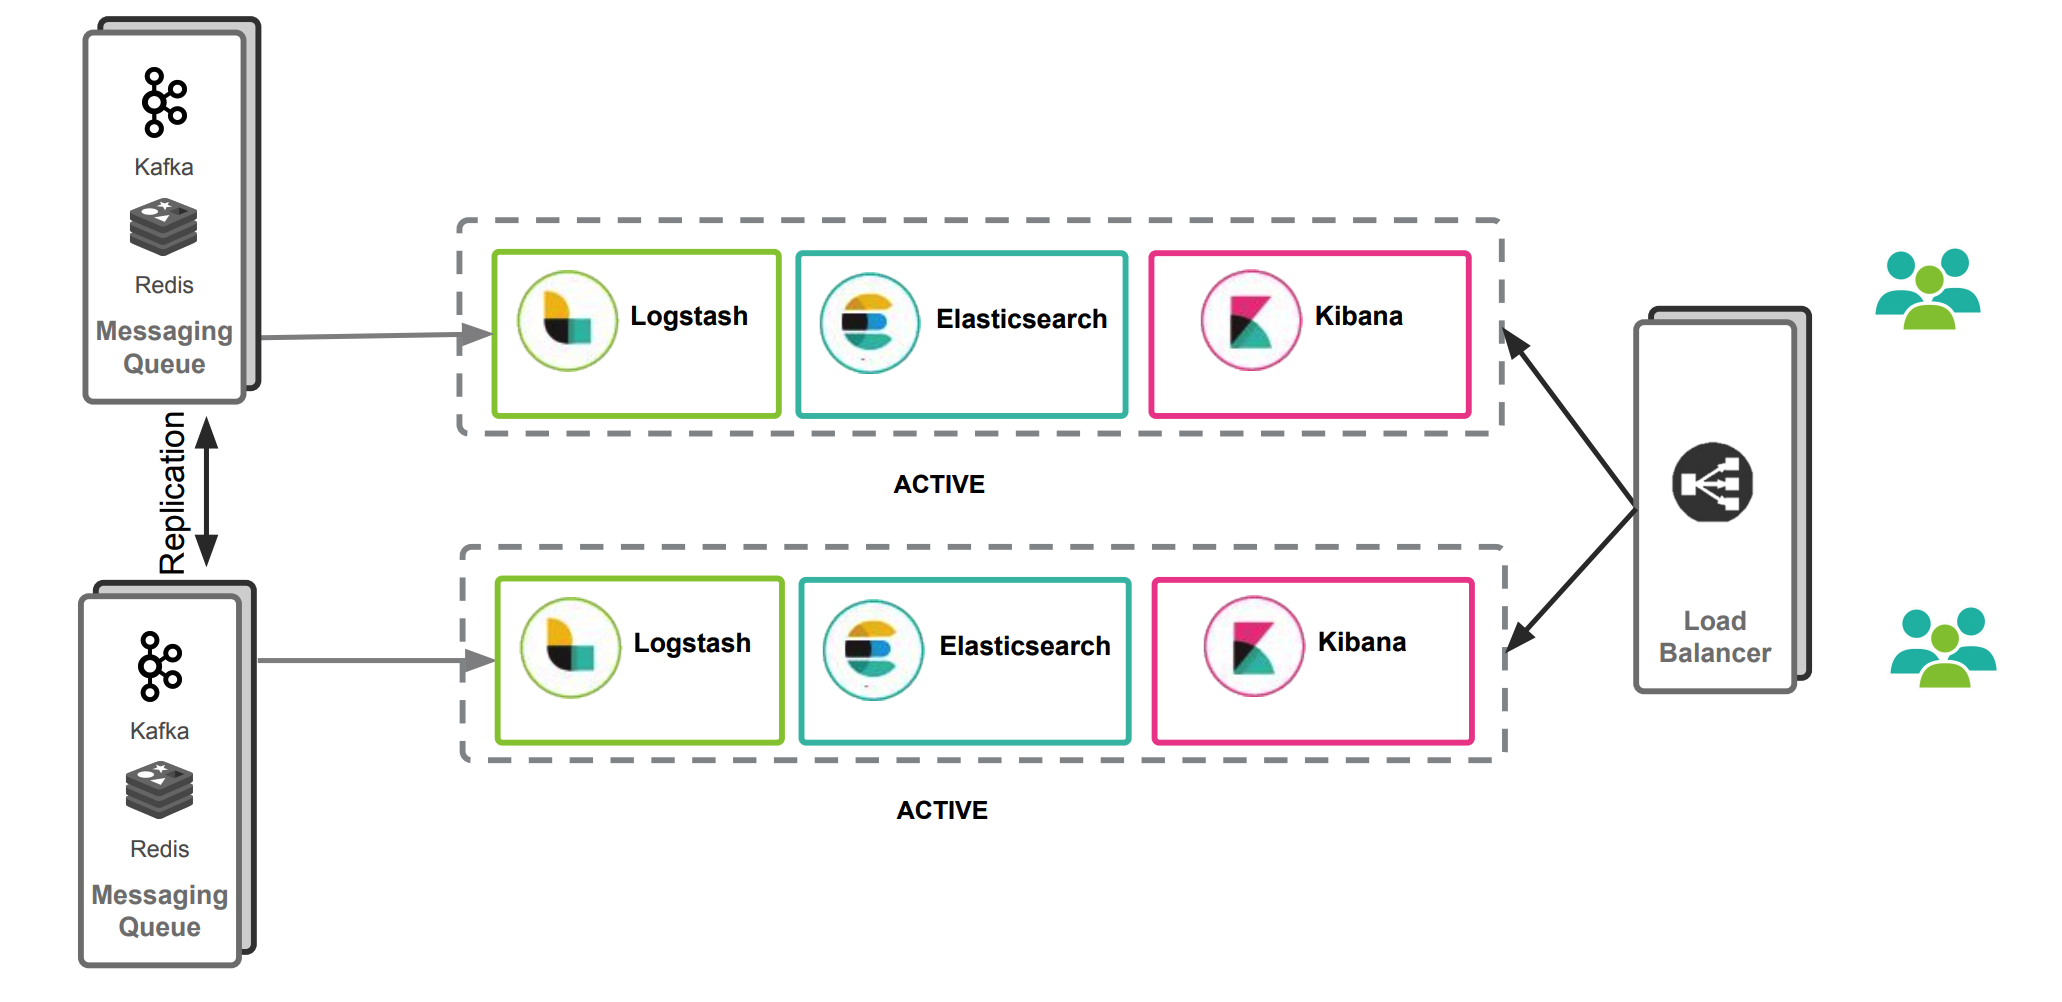 Kafka
Redis
Messaging
Queue
Replication
Kafka
Redis
Messaging
Queue
Logstash
Elasticsearch
Kibana
ACTIVE
Logstash
Elasticsearch
Kibana
ACTIVE
Load
Balancer